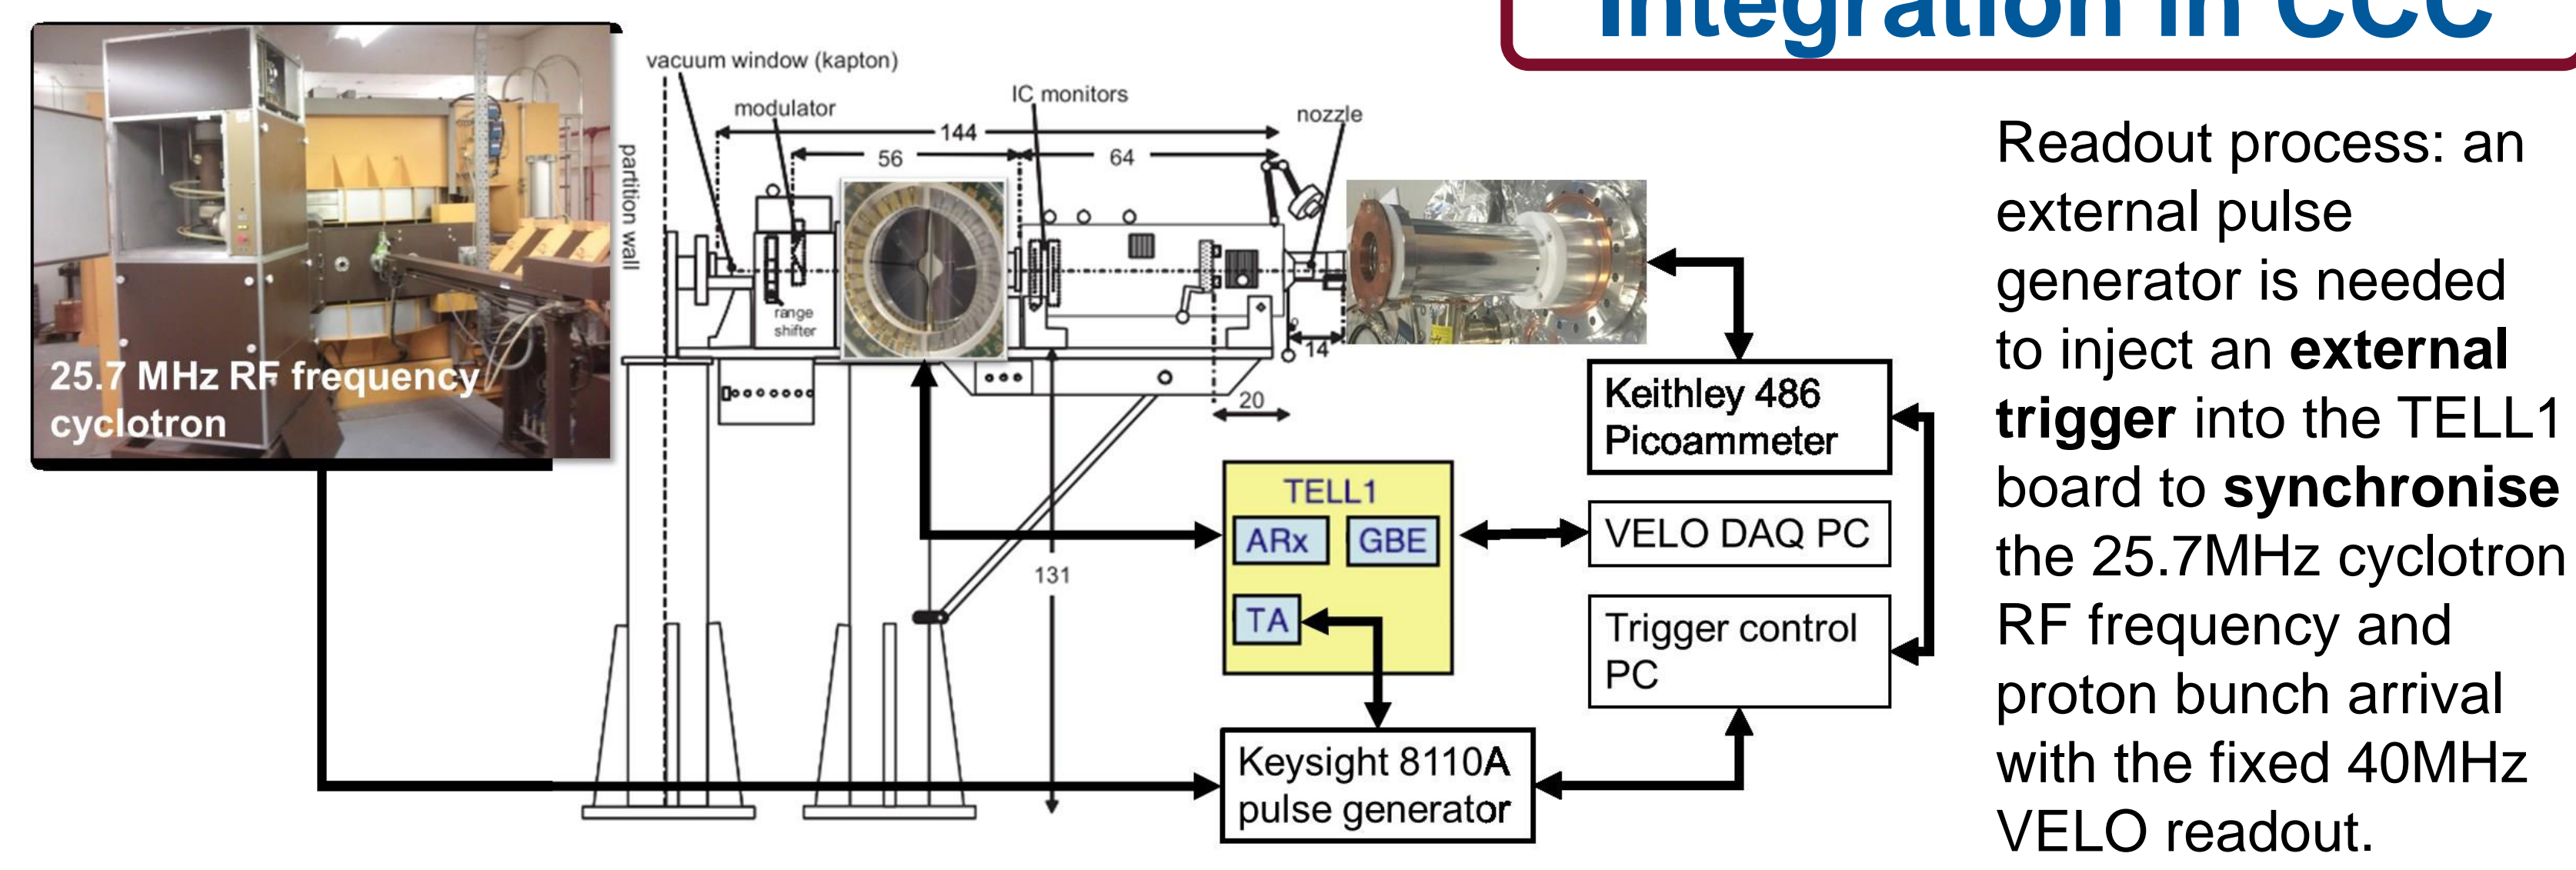 Integration in CCC
vacuum window (kapton)
modulator
IC monitors
nozzle
144
56
64
partition wall
range
shifter
14
20
131
25.7 MHz RF frequency
cyclotron
Keithley 486
Picoammeter
TELL1
ARx
GBE
TA
VELO DAQ PC
Trigger control
PC
Keysight 8110A
pulse generator
Readout process: an
external pulse
generator is needed
to inject an external
trigger into the TELL1
board to synchronise
the 25.7MHz cyclotron
RF frequency and
proton bunch arrival
with the fixed 40MHz
VELO readout.